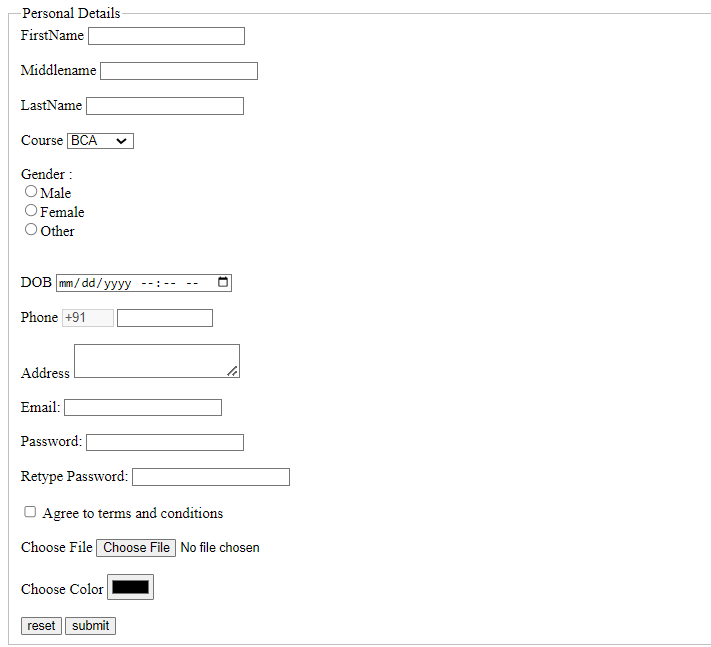 Personal Details
FirstName
Middlename
LastName
Course BCA
Gender :
Male
Female
Other
DOB mm/dd/yyyy --:-- --
Phone +91
Address
Email:
Password:
Retype Password:
Agree to terms and conditions
Choose File Choose File No file chosen
Choose Color
reset submit